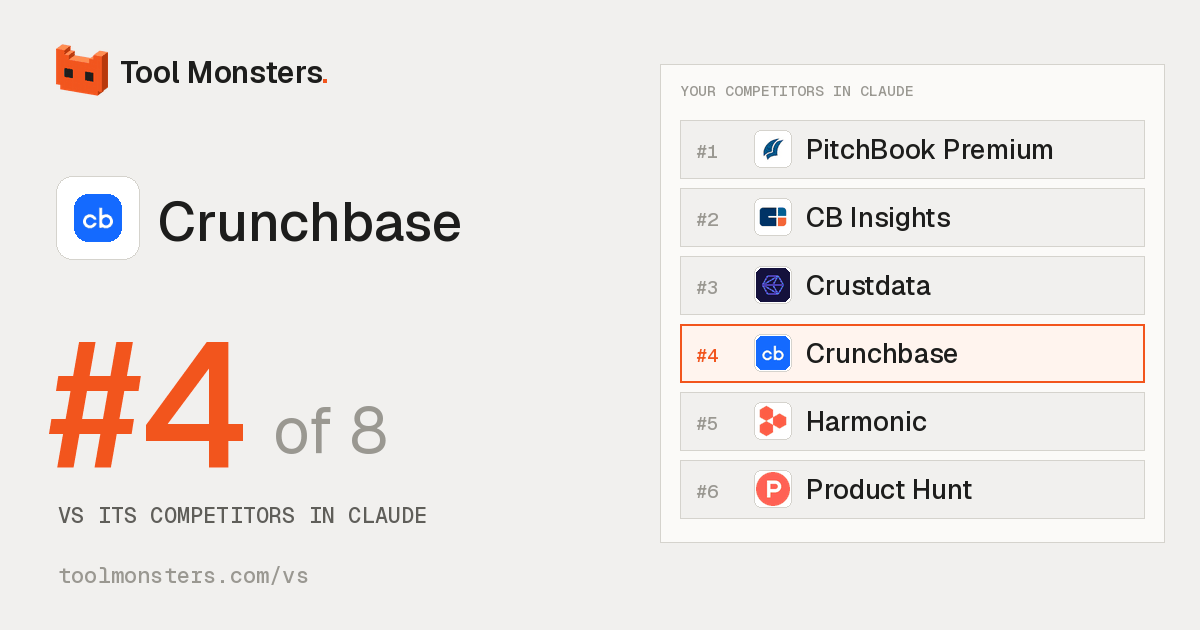 Tool Monsters.
cb Crunchbase
#4 of 8
VS ITS COMPETITORS IN CLAUDE
toolmonsters.com/vs
YOUR COMPETITORS IN CLAUDE
#1 PitchBook Premium
#2 CB Insights
#3 Crustdata
#4 cb Crunchbase
#5 Harmonic
#6 P Product Hunt